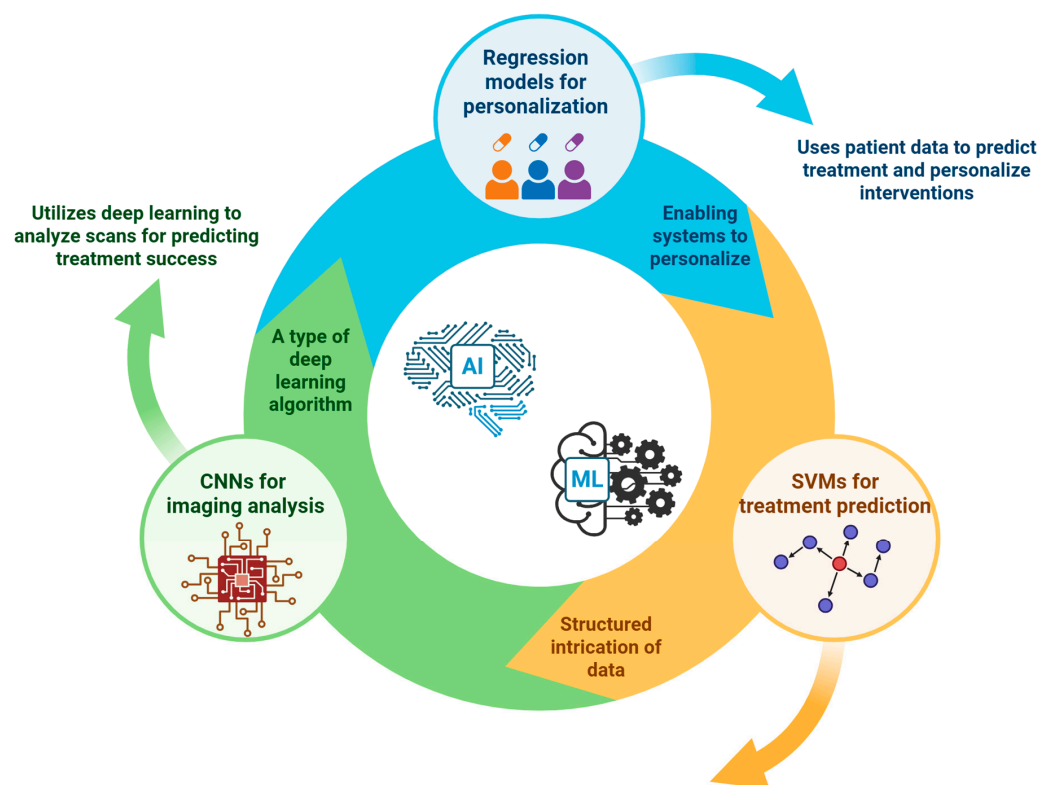 Regression
models for
personalization
Uses patient data to predict
treatment and personalize
interventions
Enabling
systems to
personalize
Utilizes deep learning to
analyze scans for predicting
treatment success
A type of
deep
learning
algorithm
AI
ML
CNNs for
imaging analysis
SVMs for
treatment prediction
Structured
intrication of
data